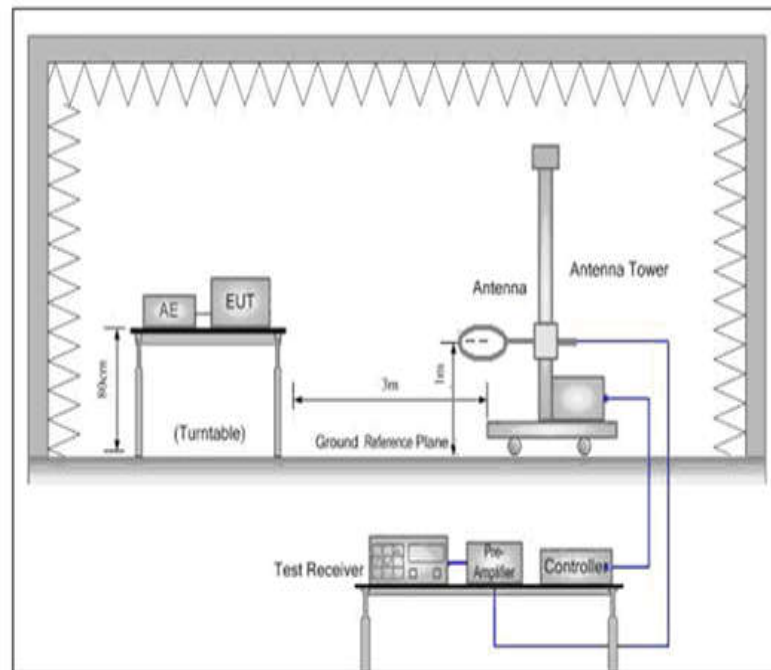 Antenna Tower
Antenna
AE
EUT
80cm
3m
1m
(Turntable)
Ground Reference Plane
Test Receiver
Pre-
Amplifier
Controller